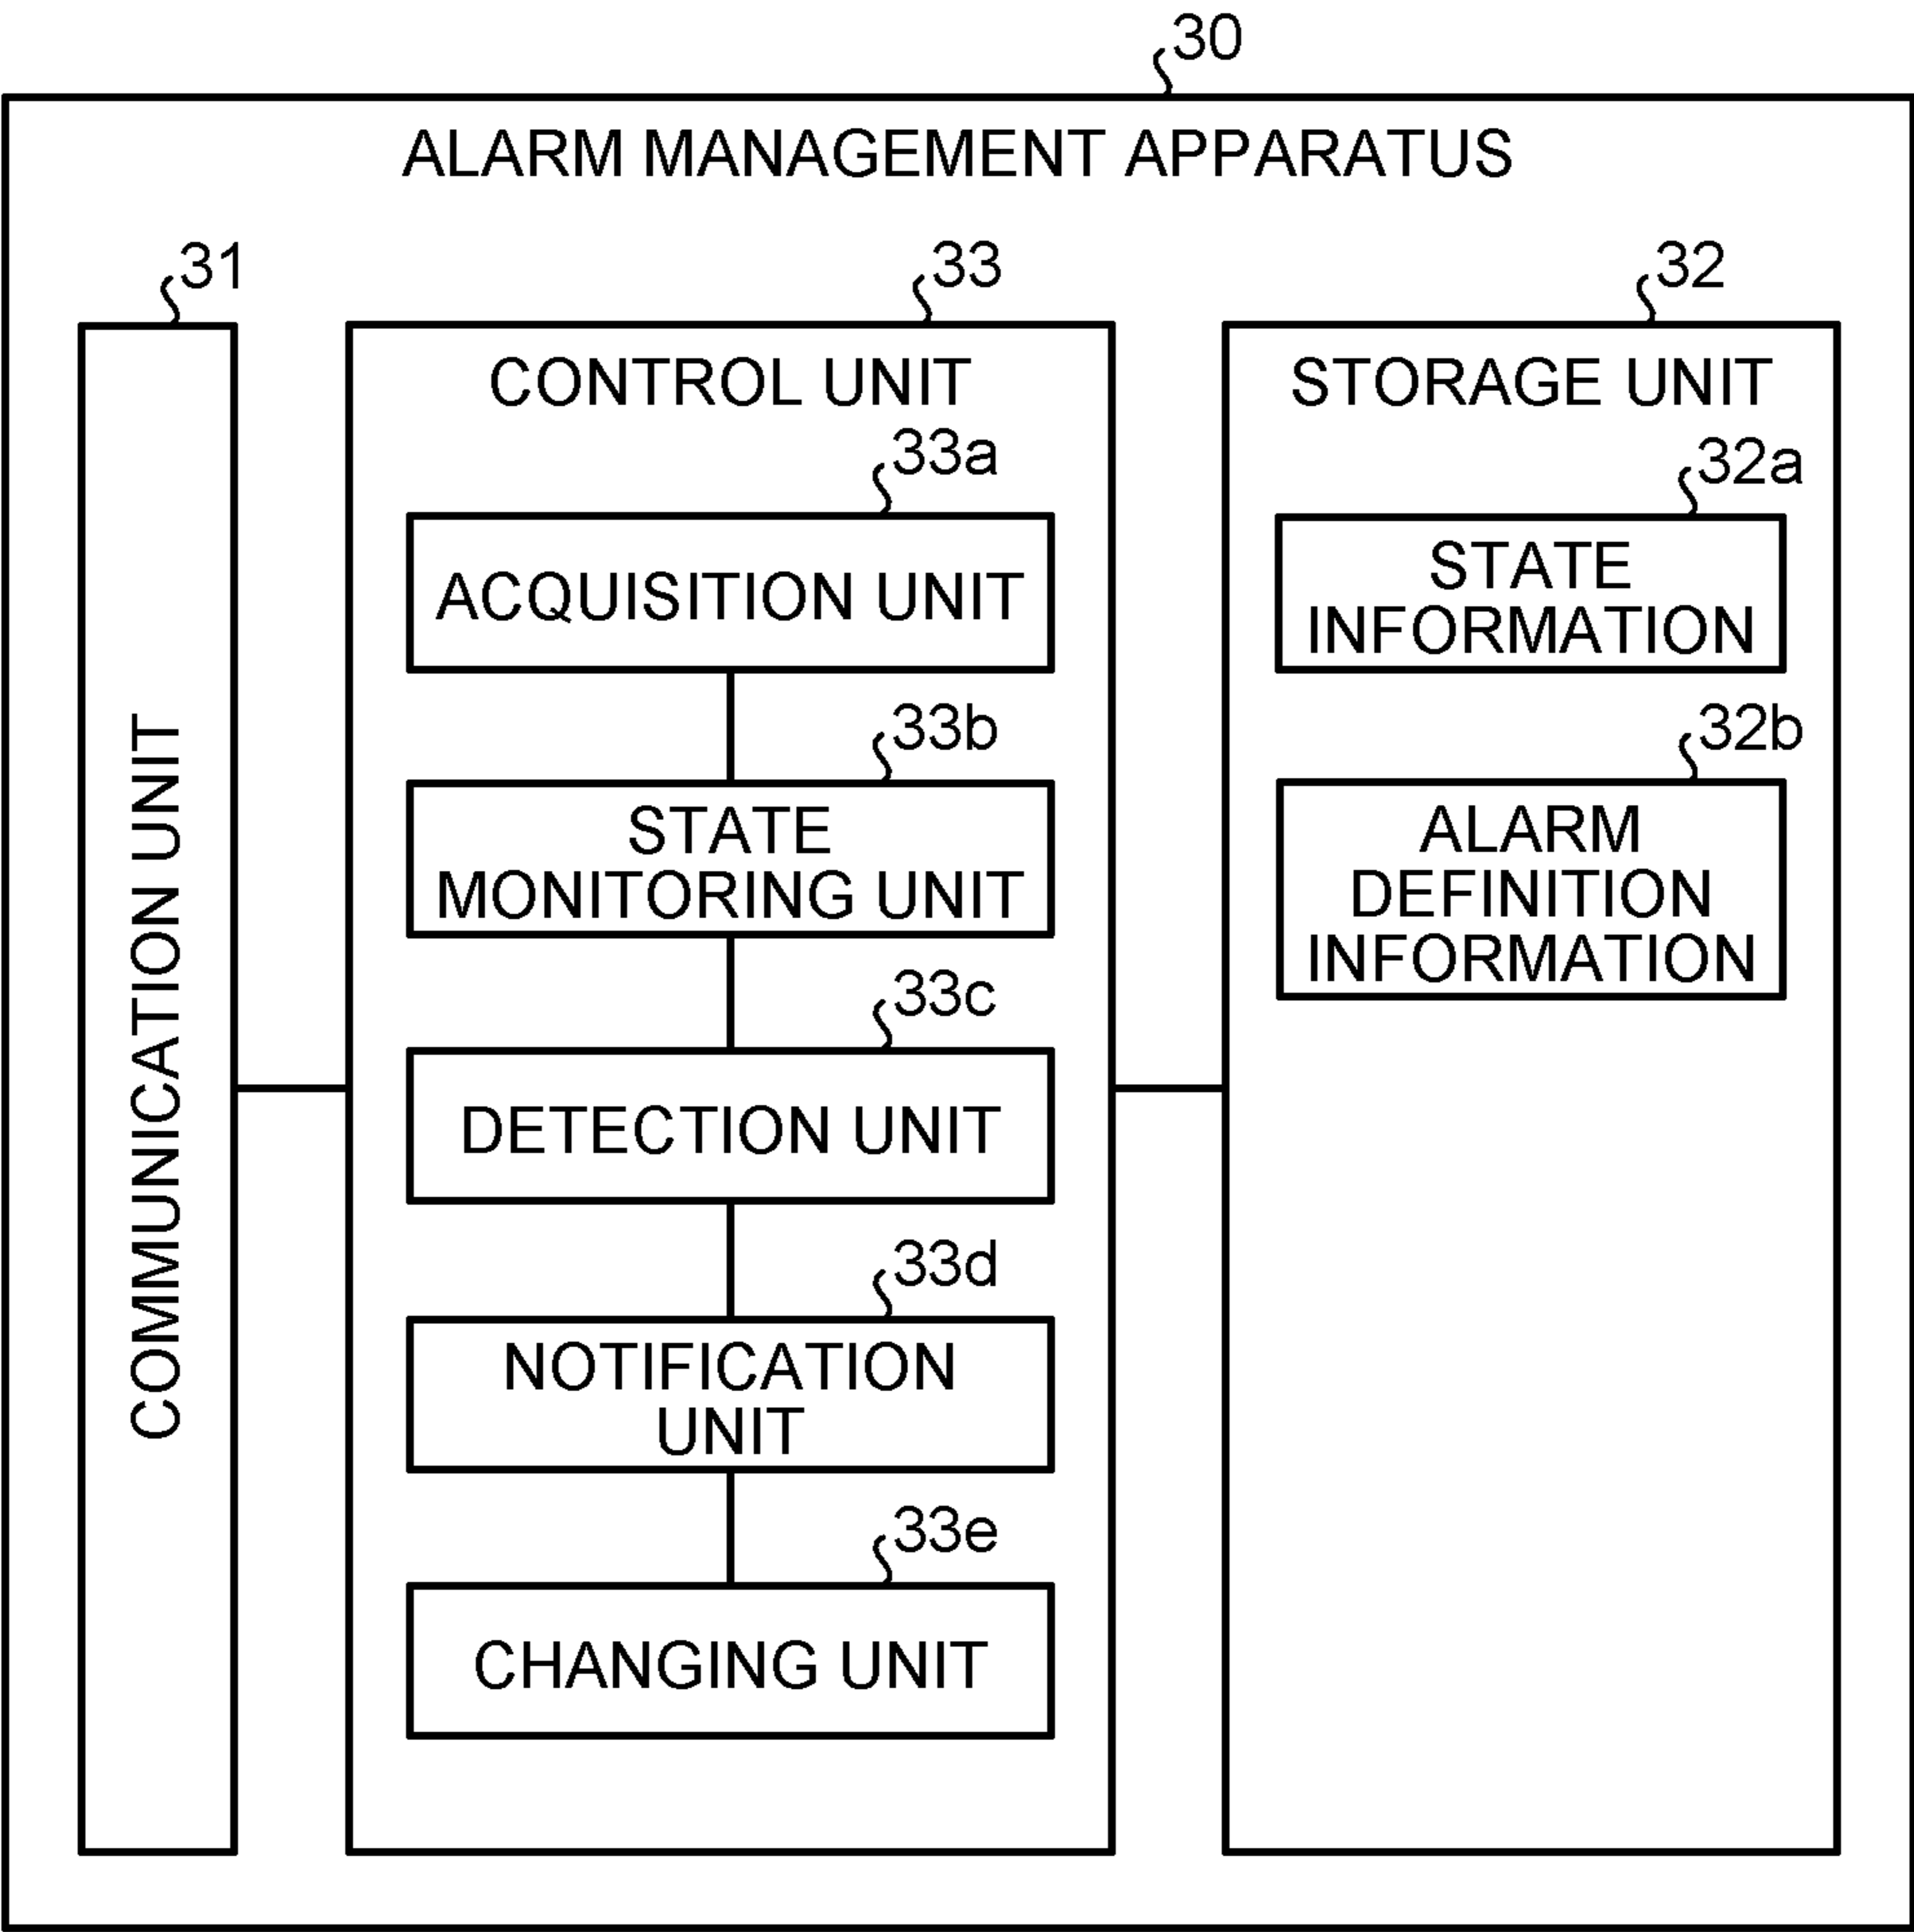 30
ALARM MANAGEMENT APPARATUS
31
COMMUNICATION UNIT
33
CONTROL UNIT
33a
ACQUISITION UNIT
33b
STATE
MONITORING UNIT
33c
DETECTION UNIT
33d
NOTIFICATION
UNIT
33e
CHANGING UNIT
32
STORAGE UNIT
32a
STATE
INFORMATION
32b
ALARM
DEFINITION
INFORMATION